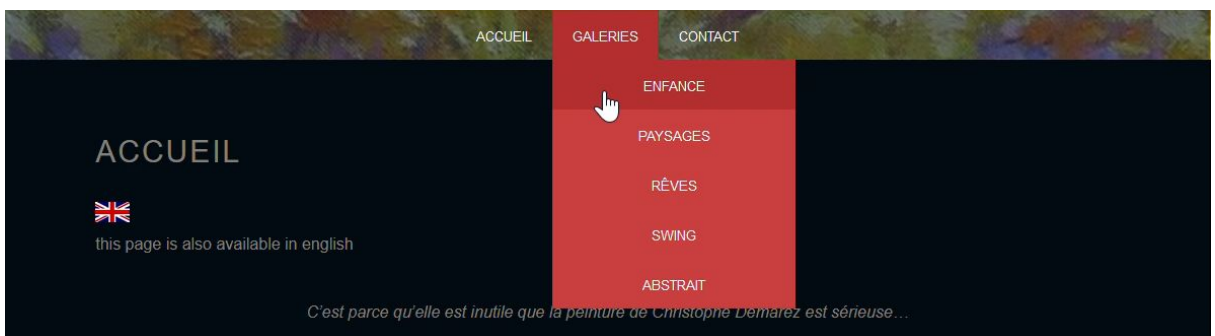 ACCUEIL GALERIES CONTACT
ENFANCE
PAYSAGES
ACCUEIL
RÊVES
SWING
this page is also available in english
ABSTRAIT
C'est parce qu'elle est inutile que la peinture de Christophe Demarez est sérieuse…